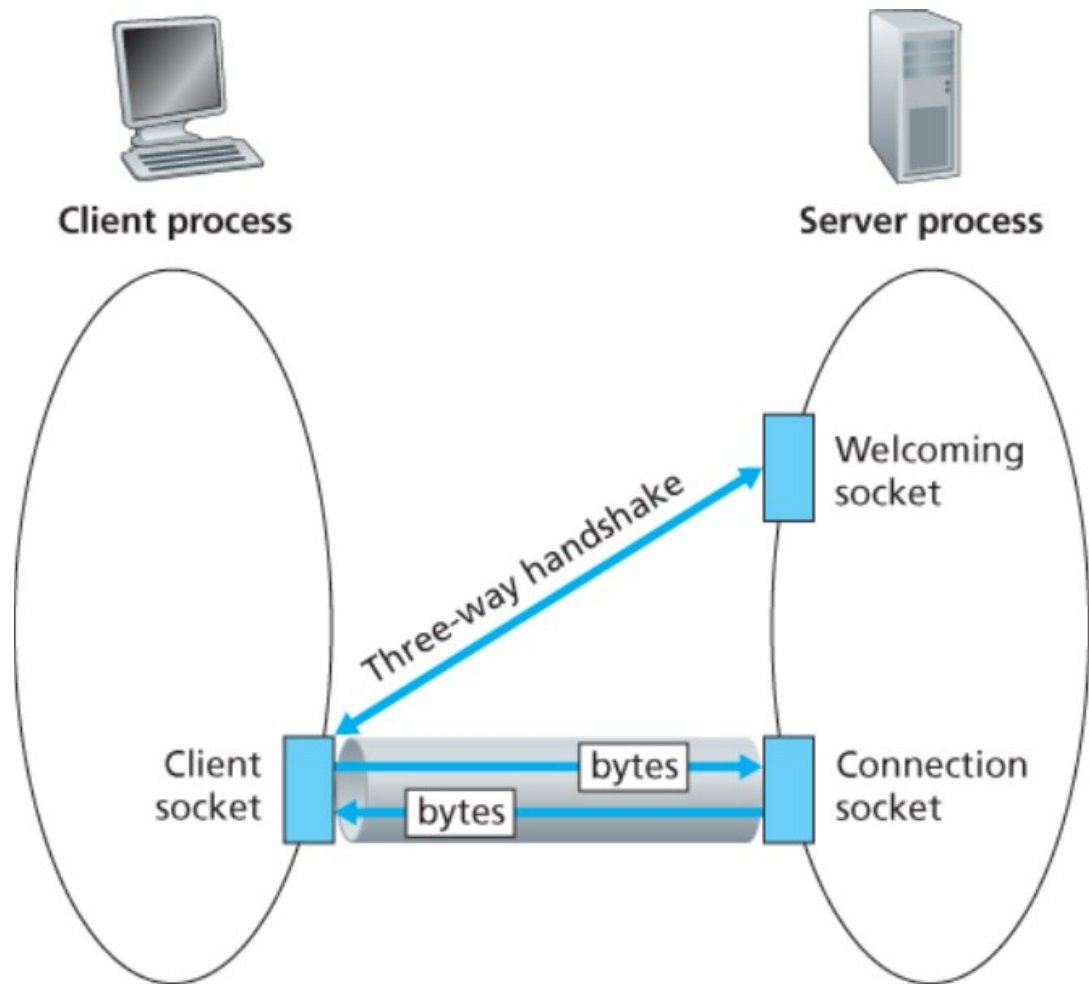 Client process
Server process
Welcoming
socket
Three-way handshake
Client
socket
bytes
bytes
Connection
socket